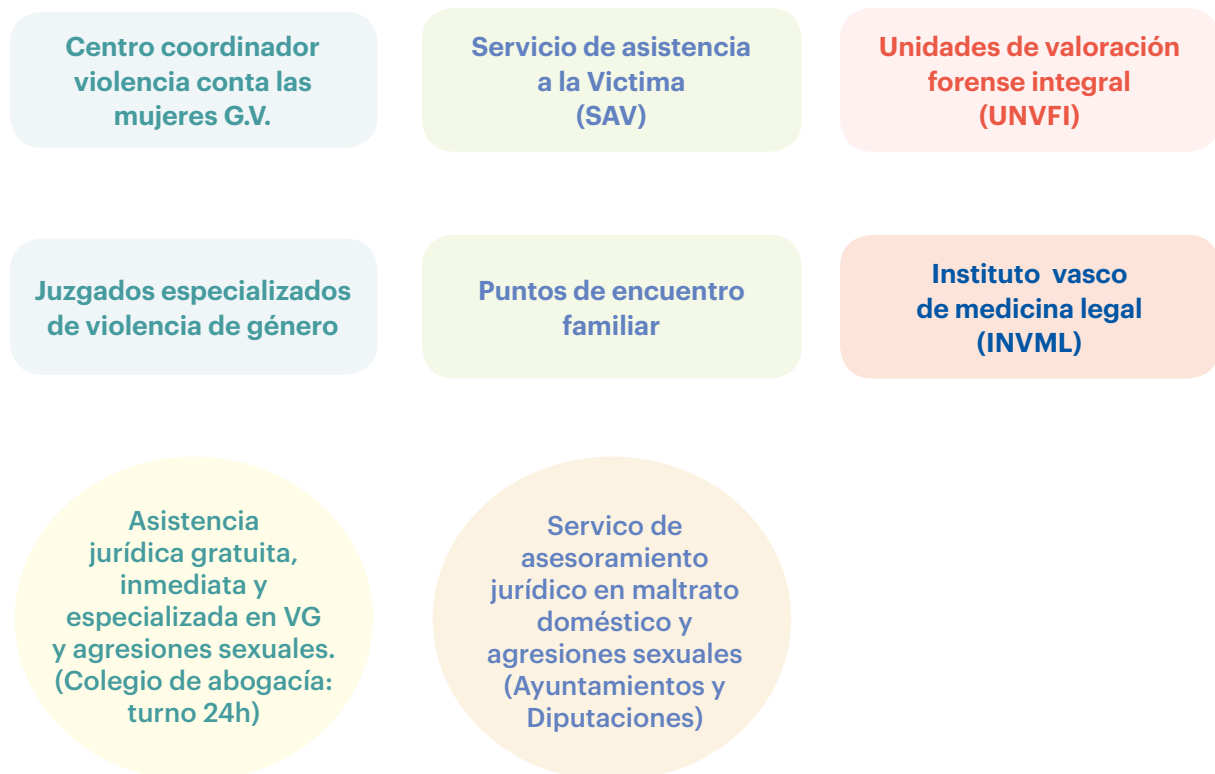 Centro coordinador
violencia conta las
mujeres G.V.
Servicio de asistencia
a la Victima
(SAV)
Unidades de valoración
forense integral
(UNVFI)
Juzgados especializados
de violencia de género
Puntos de encuentro
familiar
Instituto vasco
de medicina legal
(INVML)
Asistencia
jurídica gratuita,
inmediata y
especializada en VG
y agresiones sexuales.
(Colegio de abogacía:
turno 24h)
Servico de
asesoramiento
jurídico en maltrato
doméstico y
agresiones sexuales
(Ayuntamientos y
Diputaciones)